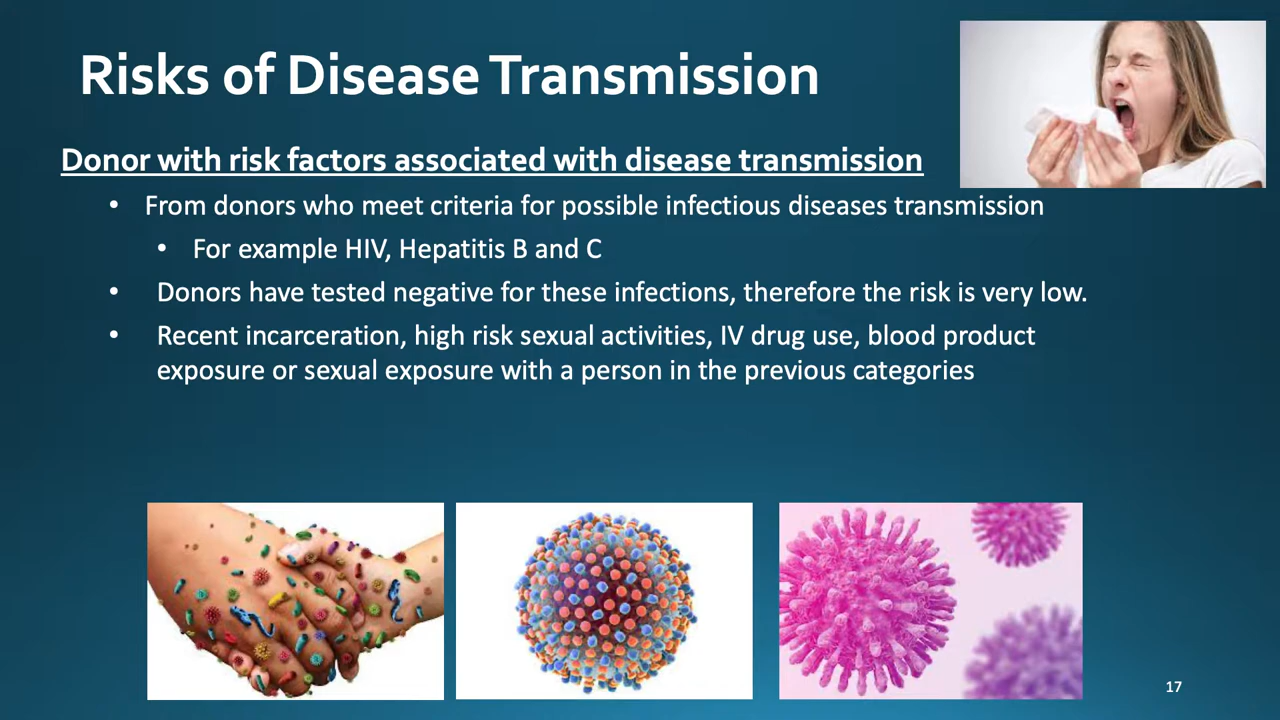 Risks of Disease Transmission
Donor with risk factors associated with disease transmission
• From donors who meet criteria for possible infectious diseases transmission
• For example HIV, Hepatitis B and C
• Donors have tested negative for these infections, therefore the risk is very low.
• Recent incarceration, high risk sexual activities, IV drug use, blood product
exposure or sexual exposure with a person in the previous categories
17